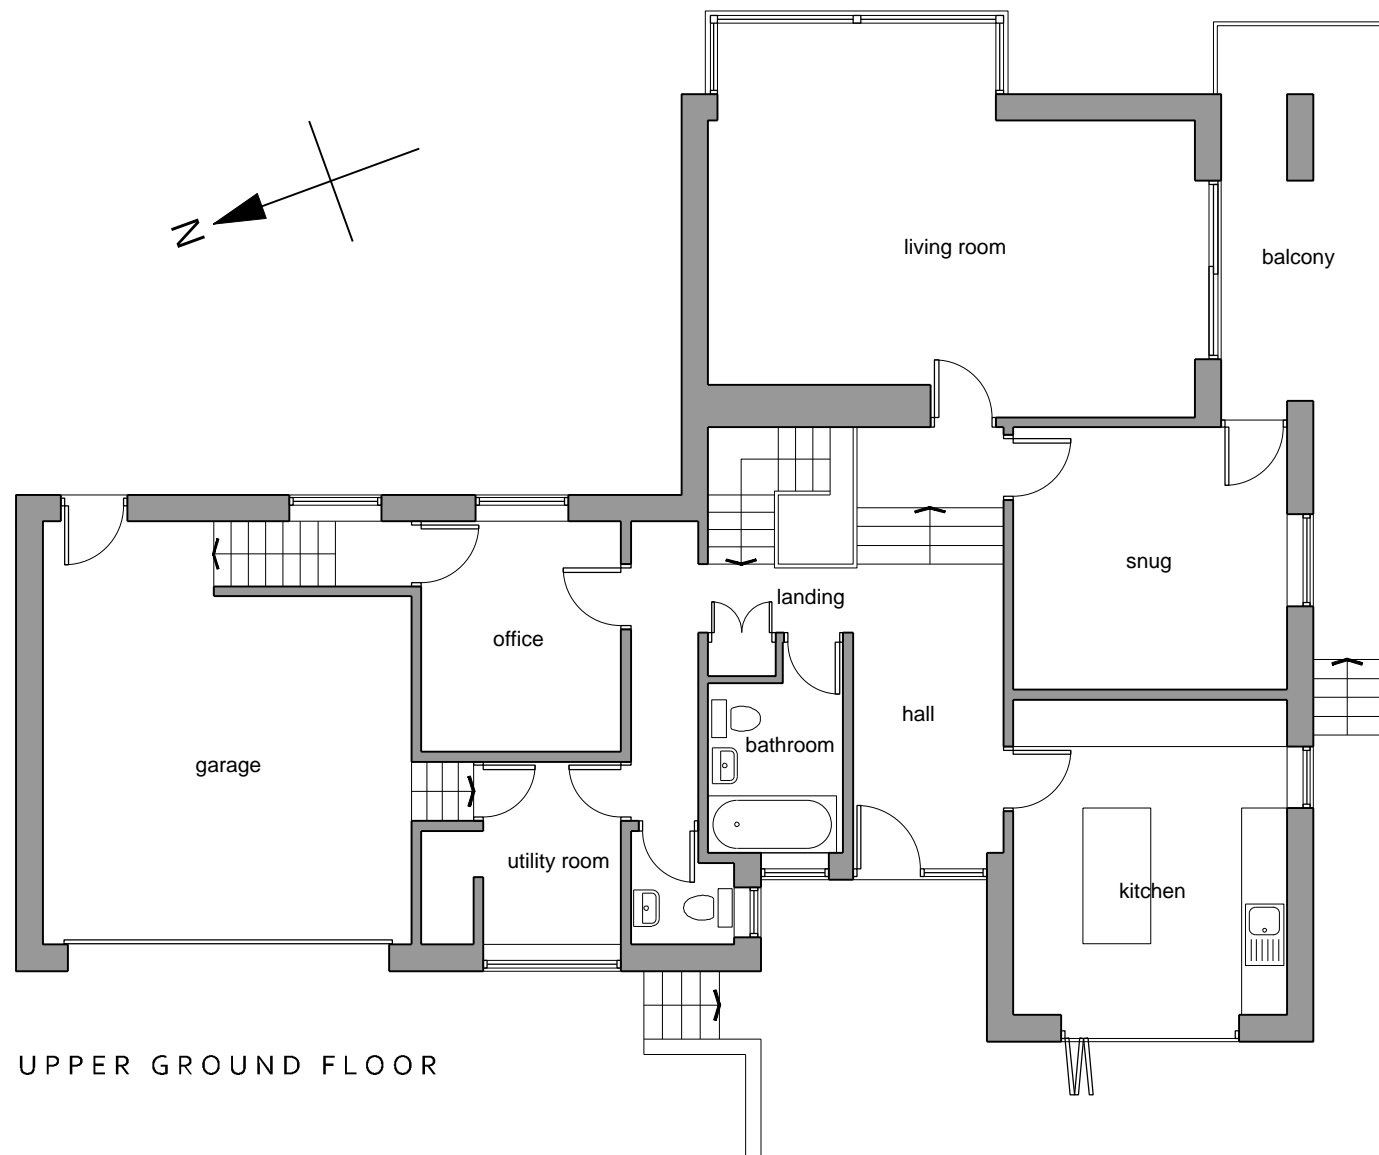 N
living room
balcony
snug
landing
office
hall
bathroom
garage
utility room
kitchen
UPPER GROUND FLOOR